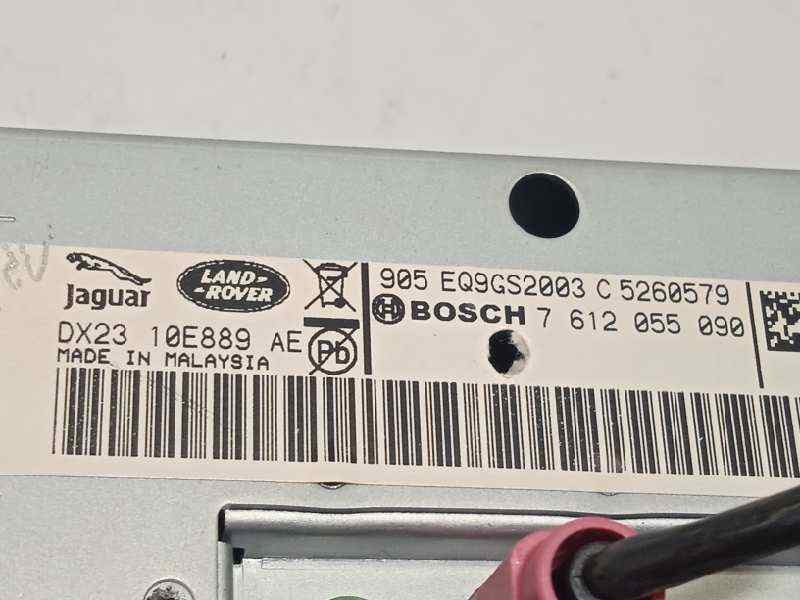 Jaguar
LAND-
-ROVER
DX23 10E889 AE
MADE IN MALAYSIA
Pb
905 EQ9GS2003 C 5260579
BOSCH 7 612 055 090